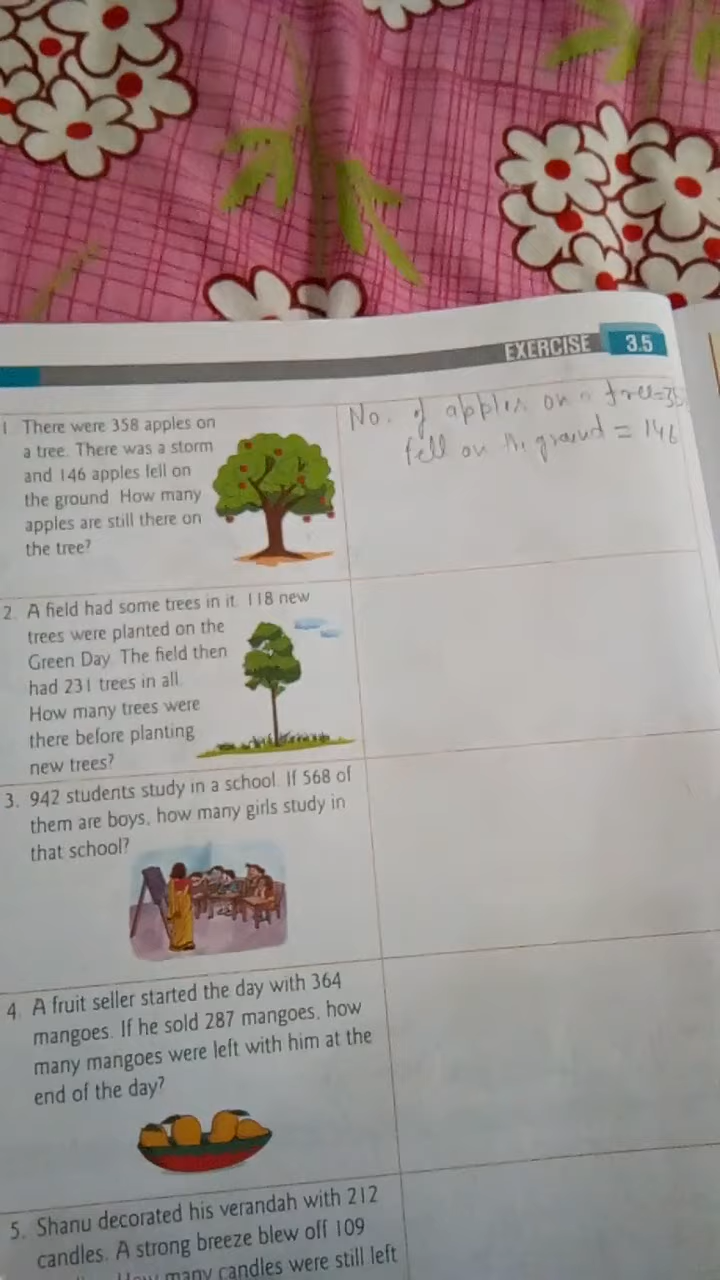 EXERCISE 3.5
1 There were 358 apples on
a tree. There was a storm
and 146 apples fell on
the ground How many
apples are still there on
the tree?
No. of apples on a tree=35
fell on the ground = 146
2. A field had some trees in it. 118 new
trees were planted on the
Green Day. The field then
had 231 trees in all.
How many trees were
there before planting
new trees?
3. 942 students study in a school. If 568 of
them are boys, how many girls study in
that school?
4. A fruit seller started the day with 364
mangoes. If he sold 287 mangoes, how
many mangoes were left with him at the
end of the day?
5. Shanu decorated his verandah with 212
candles. A strong breeze blew off 109
many candles were still left